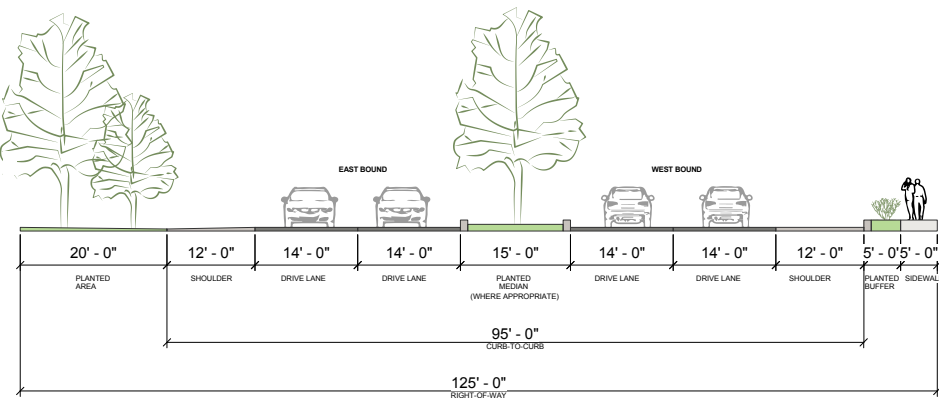 EAST BOUND
WEST BOUND
20' - 0" 12' - 0" 14' - 0" 14' - 0" 15' - 0" 14' - 0" 14' - 0" 12' - 0" 5' - 0" 5' - 0"
PLANTED
AREA
SHOULDER
DRIVE LANE
DRIVE LANE
PLANTED
MEDIAN
(WHERE APPROPRIATE)
DRIVE LANE
DRIVE LANE
SHOULDER
PLANTED
BUFFER
SIDEWAL
95' - 0"
CURB-TO-CURB
125' - 0"
RIGHT-OF-WAY